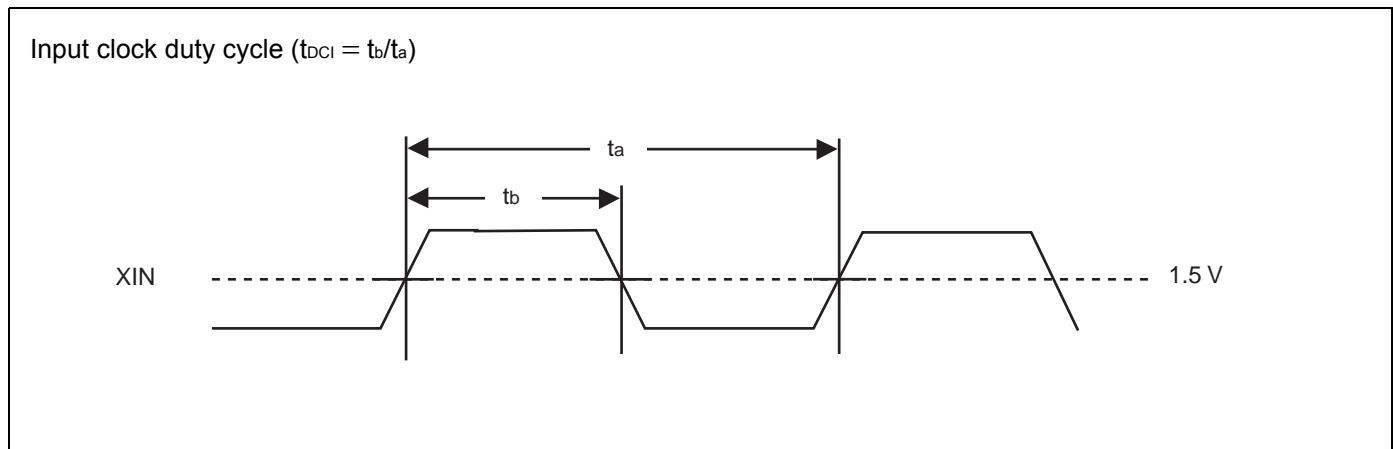 Input clock duty cycle (tDCI = tb/ta)
ta
tb
XIN
1.5 V